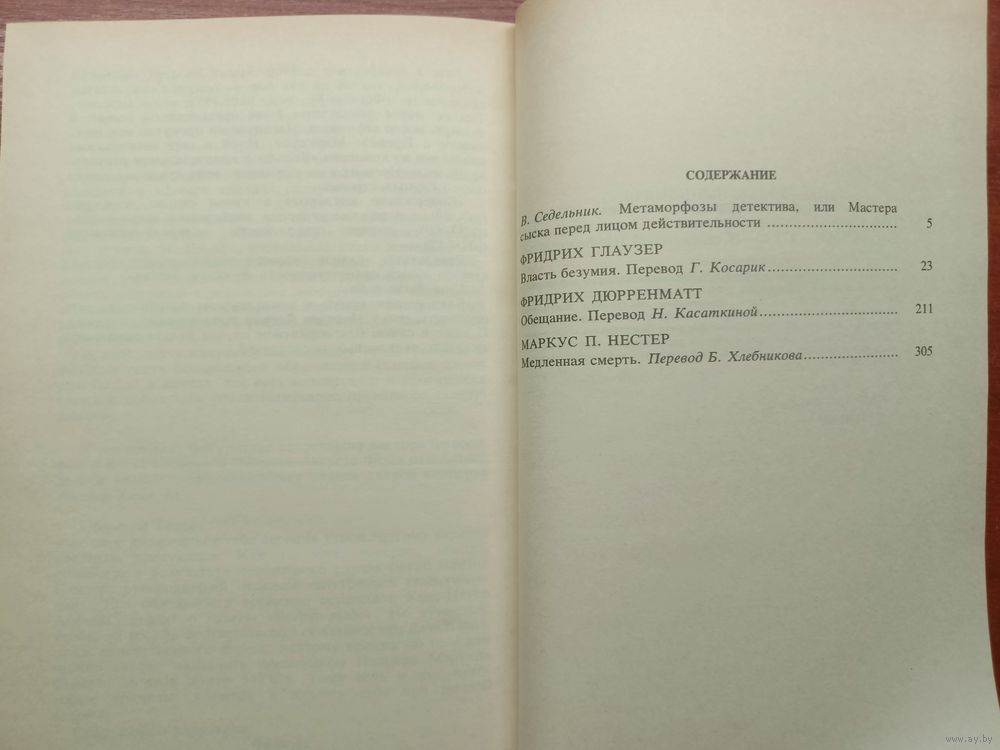 СОДЕРЖАНИЕ
В. Седельник. Метаморфозы детектива, или Мастера
сыска перед лицом действительности ................................ 5
ФРИДРИХ ГЛАУЗЕР
Власть безумия. Перевод Г. Косарик................................ 23
ФРИДРИХ ДЮРРЕНМАТТ
Обещание. Перевод Н. Касаткиной.................................. 211
МАРКУС П. НЕСТЕР
Медленная смерть. Перевод Б. Хлебникова....................... 305
www.ay.by